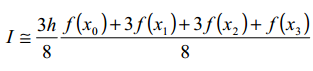 I ≅ 3h/8 f(x₀)+3f(x₁)+3f(x₂)+f(x₃)/8